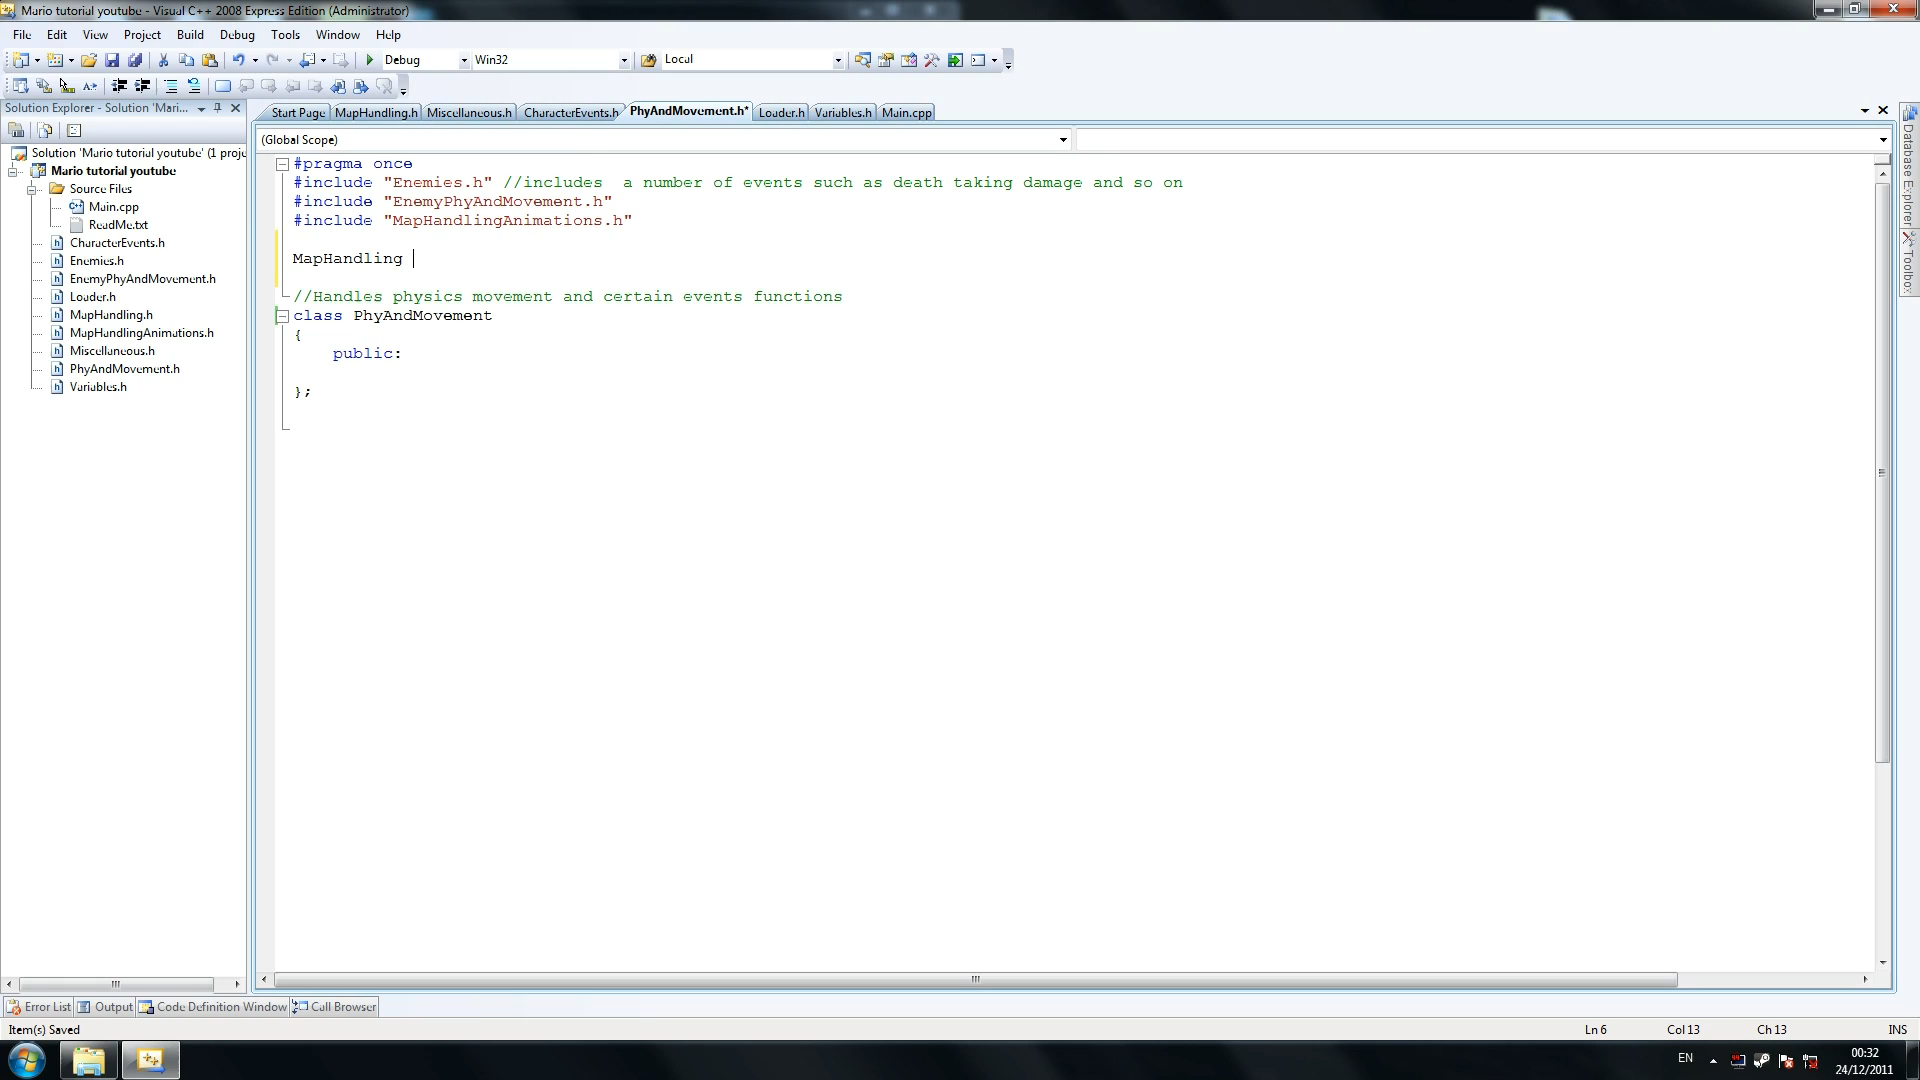 Mario tutorial youtube - Visual C++ 2008 Express Edition (Administrator)
File Edit View Project Build Debug Tools Window Help
Debug Win32 Local
Solution Explorer - Solution 'Mari...
Start Page MapHandling.h Miscellaneous.h CharacterEvents.h PhyAndMovement.h* Loader.h Variables.h Main.cpp
(Global Scope)
Solution 'Mario tutorial youtube' (1 proje
Mario tutorial youtube
Source Files
Main.cpp
ReadMe.txt
CharacterEvents.h
Enemies.h
EnemyPhyAndMovement.h
Loader.h
MapHandling.h
MapHandlingAnimations.h
Miscellaneous.h
PhyAndMovement.h
Variables.h
#pragma once
#include "Enemies.h" //includes  a number of events such as death taking damage and so on
#include "EnemyPhyAndMovement.h"
#include "MapHandlingAnimations.h"
MapHandling
//Handles physics movement and certain events functions
class PhyAndMovement
{
public:
};
Database Explorer
Toolbox
Error List Output Code Definition Window Call Browser
Item(s) Saved Ln 6 Col 13 Ch 13 INS
EN 00:32
24/12/2011